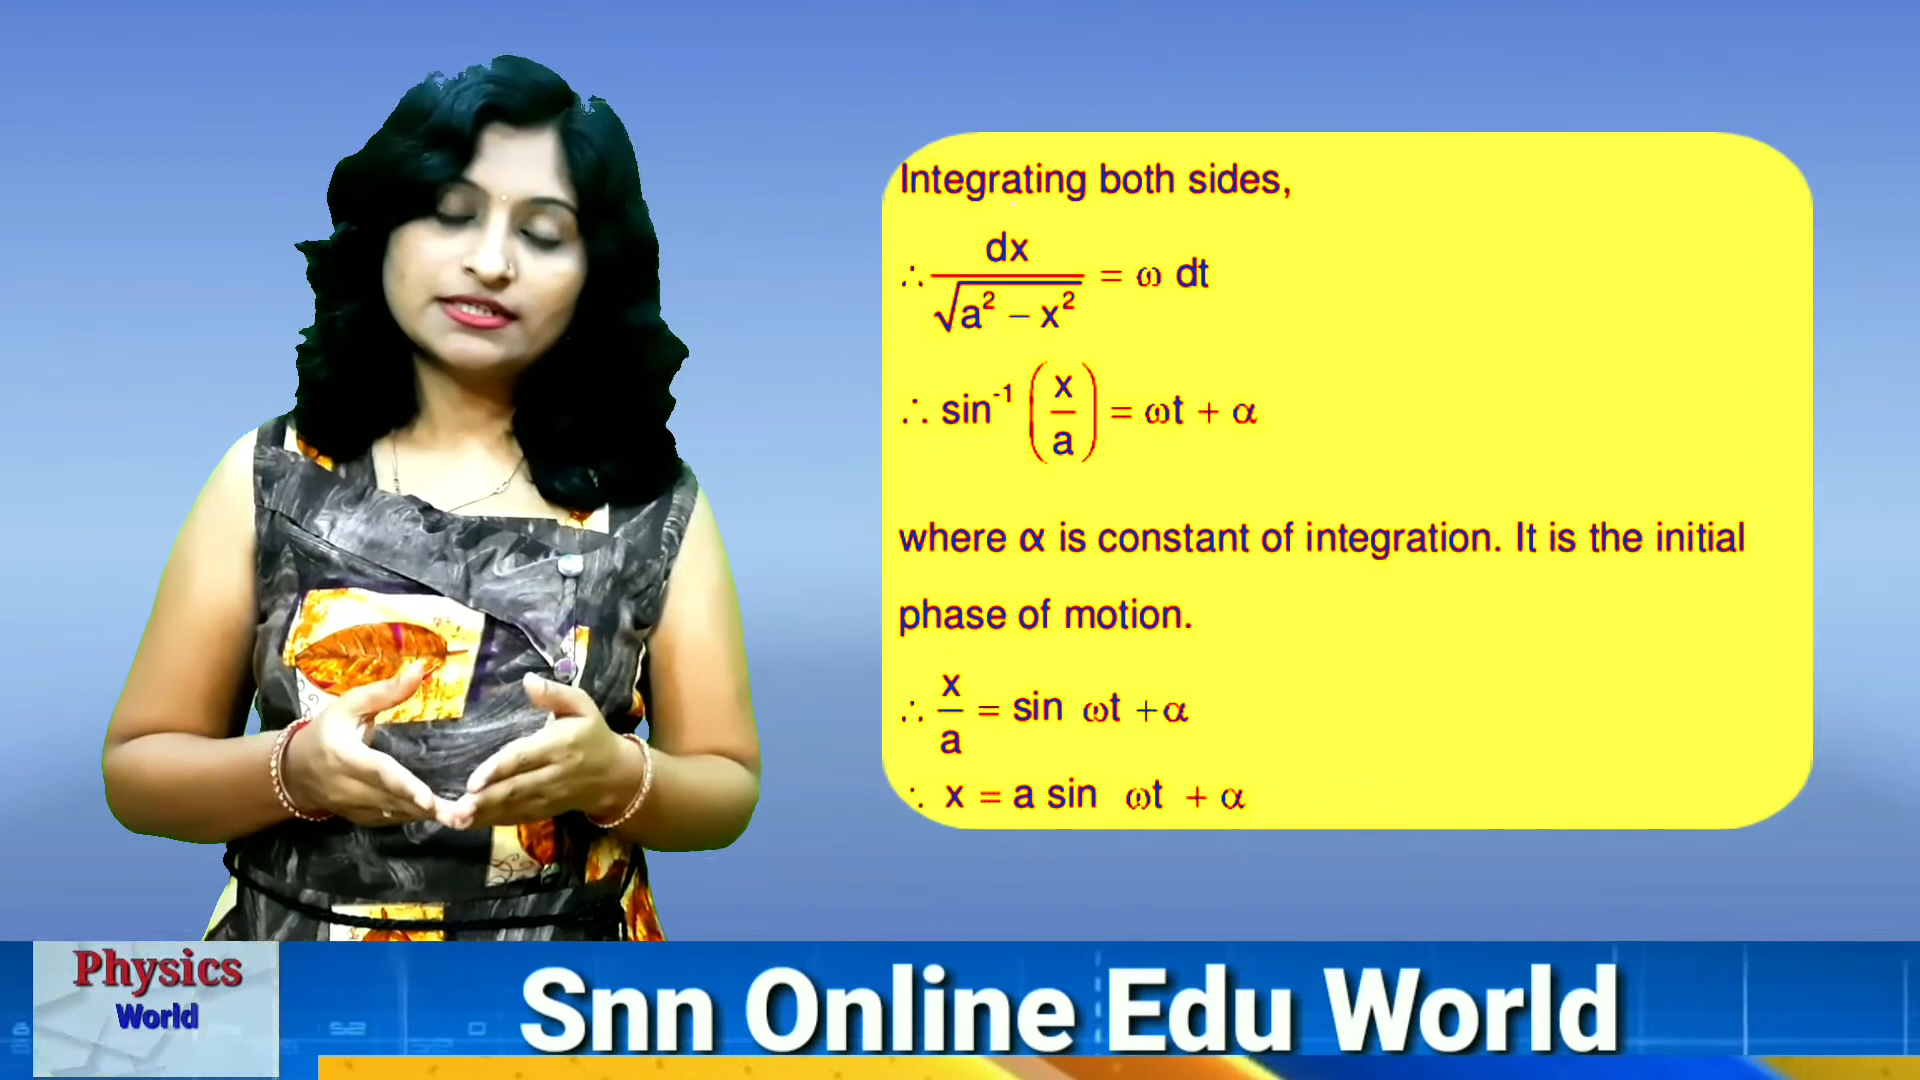 Integrating both sides,
∴ dx / √(a² − x²) = ω dt
∴ sin⁻¹ (x/a) = ωt + α
where α is constant of integration. It is the initial
phase of motion.
∴ x/a = sin ωt +α
∴ x = a sin ωt + α
Physics
World
Snn Online Edu World